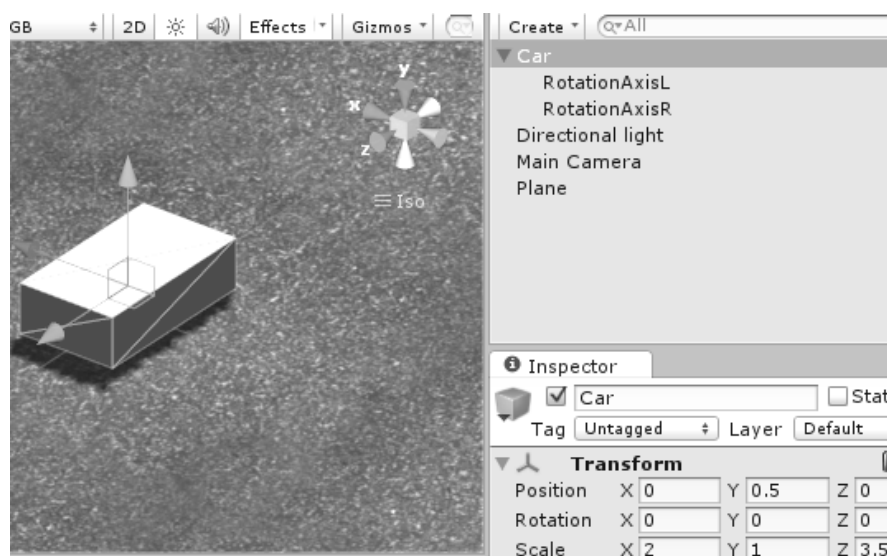 GB 2D Effects Gizmos
y
x
z
Iso
Create All
Car
RotationAxisL
RotationAxisR
Directional light
Main Camera
Plane
Inspector
Car Stat
Tag Untagged Layer Default
Transform
Position X 0 Y 0.5 Z 0
Rotation X 0 Y 0 Z 0
Scale X 2 Y 1 Z 3.5